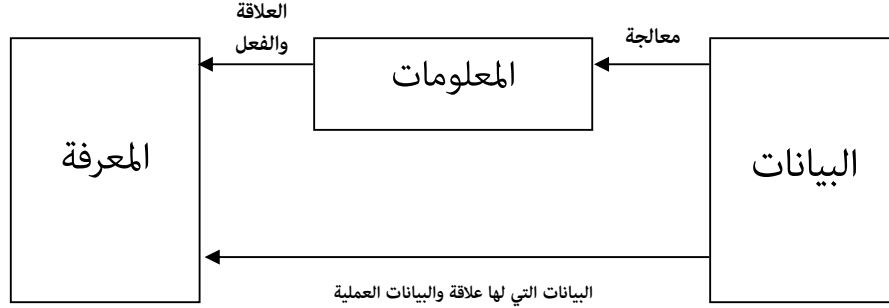 البيانات
معالجة
المعلومات
العلاقة
والفعل
المعرفة
البيانات التي لها علاقة والبيانات العملية